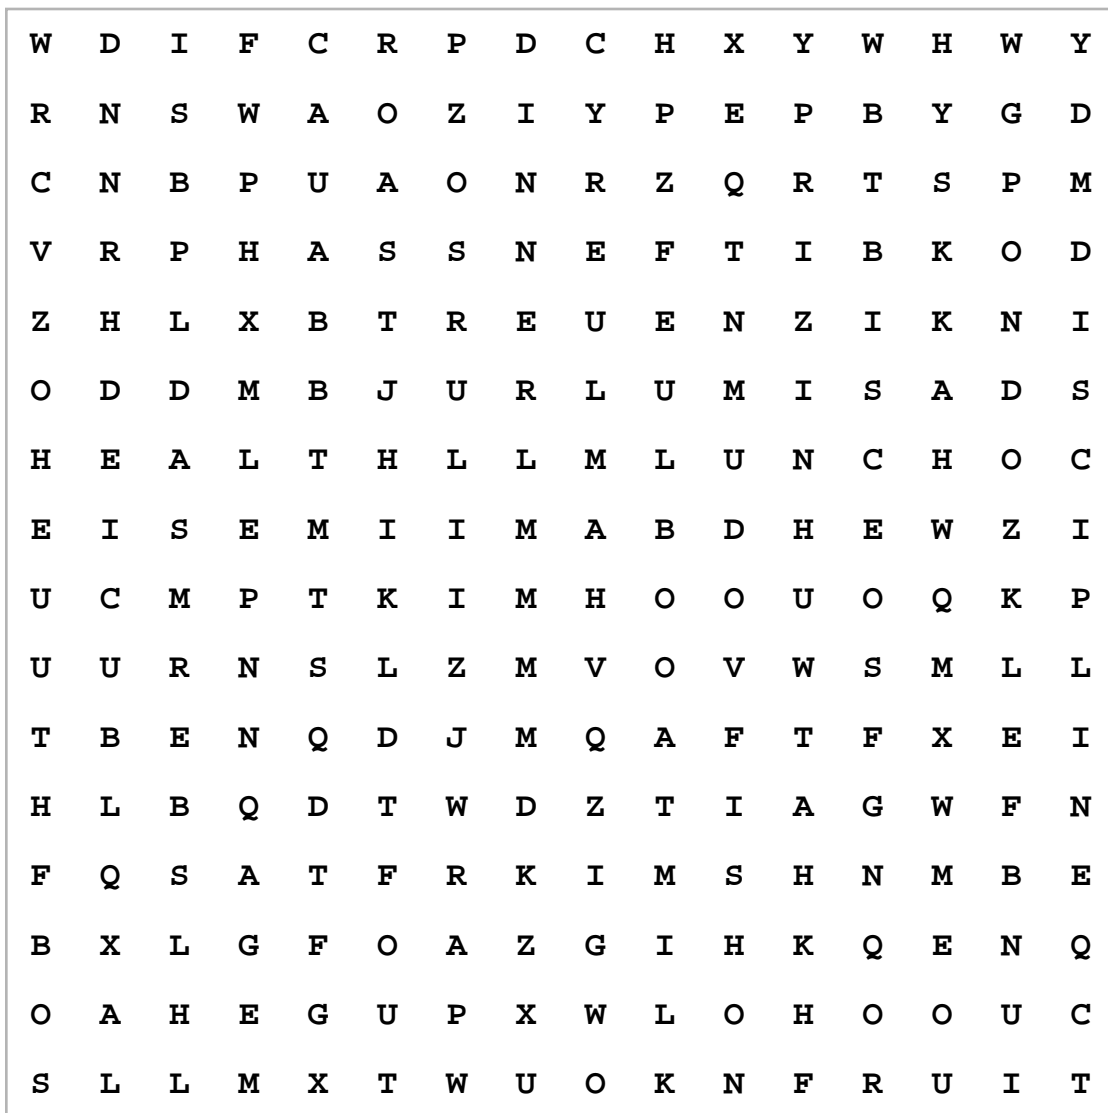 W D I F C R P D C H X Y W H W Y
R N S W A O Z I Y P E P B Y G D
C N B P U A O N R Z Q R T S P M
V R P H A S S N E F T I B K O D
Z H L X B T R E U E N Z I K N I
O D D M B J U R L U M I S A D S
H E A L T H L L M L U N C H O C
E I S E M I I M A B D H E W Z I
U C M P T K I M H O O U O Q K P
U U R N S L Z M V O V W S M L L
T B E N Q D J M Q A F T F X E I
H L B Q D T W D Z T I A G W F N
F Q S A T F R K I M S H N M B E
B X L G F O A Z G I H K Q E N Q
O A H E G U P X W L O H O O U C
S L L M X T W U O K N F R U I T